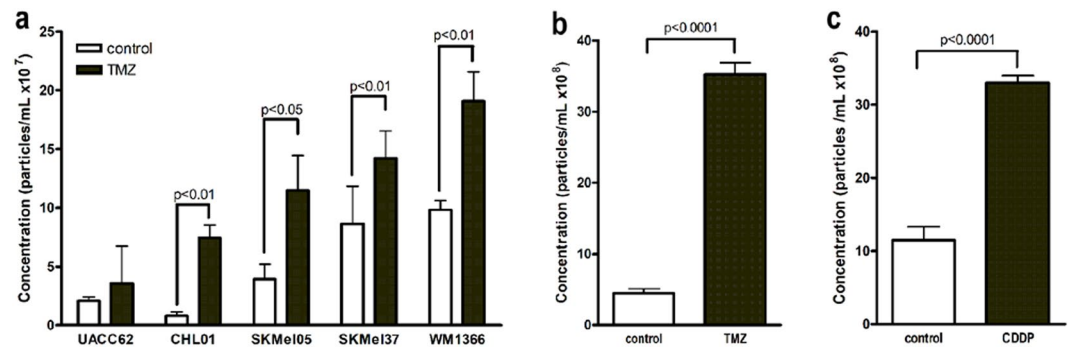 a
Concentration (particles/mL x10⁷)
25
20
15
10
5
0
control
TMZ
p<0.01
p<0.05
p<0.01
p<0.01
UACC62 CHL01 SKMel05 SKMel37 WM1366
b
Concentration (particles/mL x10⁸)
40
30
20
10
0
p<0.0001
control TMZ
c
Concentration (particles /mL x10⁸)
40
30
20
10
0
p<0.0001
control CDDP